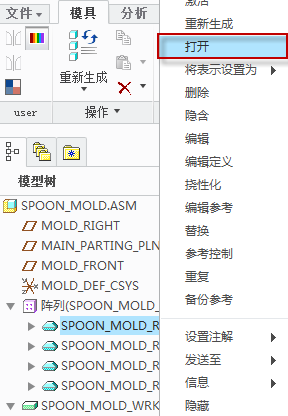 文件
模具
分析
重新生成
user
操作
模型树
SPOON_MOLD.ASM
MOLD_RIGHT
MAIN_PARTING_PLN
MOLD_FRONT
MOLD_DEF_CSYS
阵列(SPOON_MOLD_
SPOON_MOLD_R
SPOON_MOLD_R
SPOON_MOLD_R
SPOON_MOLD_R
SPOON_MOLD_WRK
激活
重新生成
打开
将表示设置为
删除
隐含
编辑
编辑定义
挠性化
编辑参考
替换
参考控制
重复
备份参考
设置注解
发送至
信息
隐藏